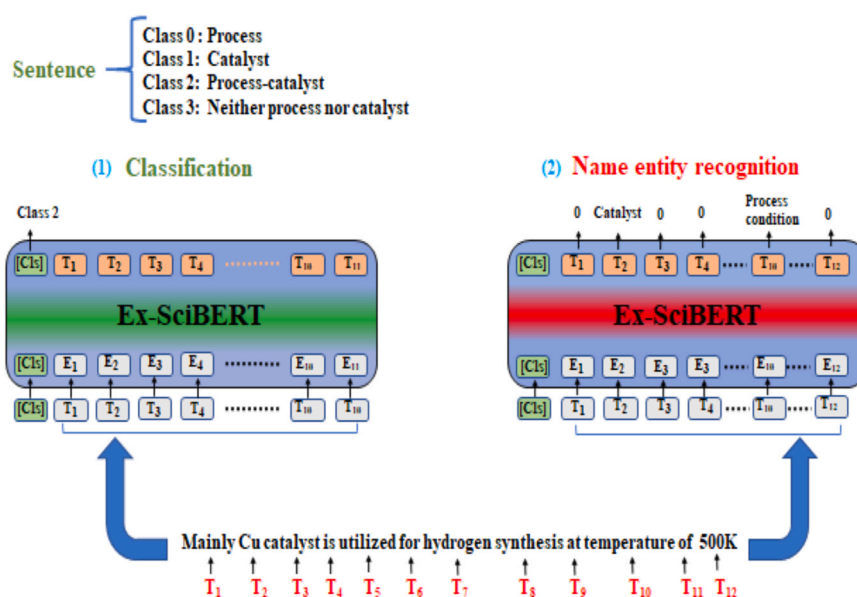 Sentence
Class 0 : Process
Class 1: Catalyst
Class 2: Process-catalyst
Class 3: Neither process nor catalyst
(1) Classification
(2) Name entity recognition
Class 2
0 Catalyst 0 0 Process condition 0
[Cls] T1 T2 T3 T4 .......... T10 T11
[Cls] T1 T2 T3 T4 ..... T10 ..... T12
Ex-SciBERT
Ex-SciBERT
[Cls] E1 E2 E3 E4 .......... E10 E11
[Cls] E1 E2 E3 E3 ..... E10 ..... E12
[Cls] T1 T2 T3 T4 .......... T10 T10
[Cls] T1 T2 T3 T4 ..... T10 ..... T12
Mainly Cu catalyst is utilized for hydrogen synthesis at temperature of 500K
T1 T2 T3 T4 T5 T6 T7 T8 T9 T10 T11 T12